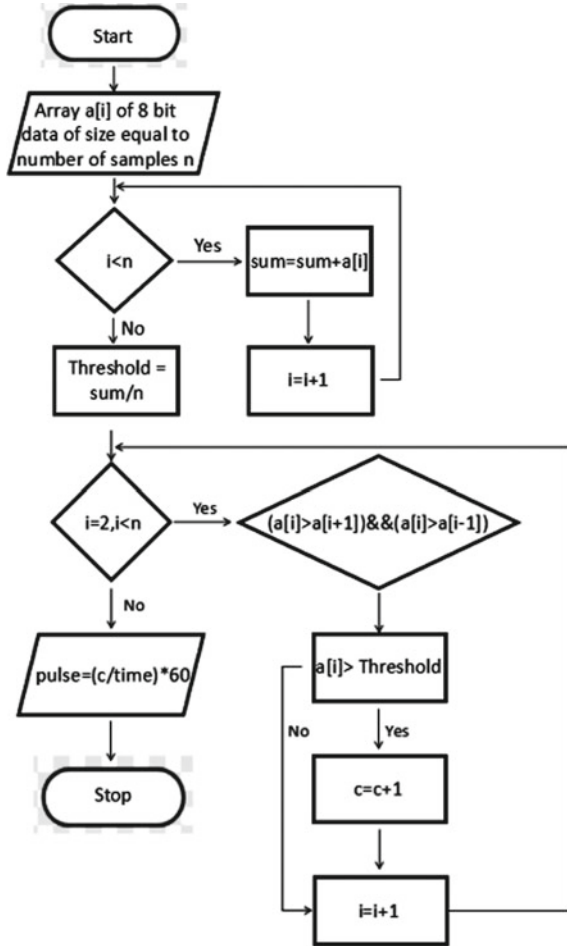 Start
Array a[i] of 8 bit
data of size equal to
number of samples n
i<n
Yes
sum=sum+a[i]
No
i=i+1
Threshold =
sum/n
i=2,i<n
Yes
(a[i]>a[i+1])&&(a[i]>a[i-1])
No
a[i]> Threshold
pulse=(c/time)*60
No
Yes
c=c+1
Stop
i=i+1